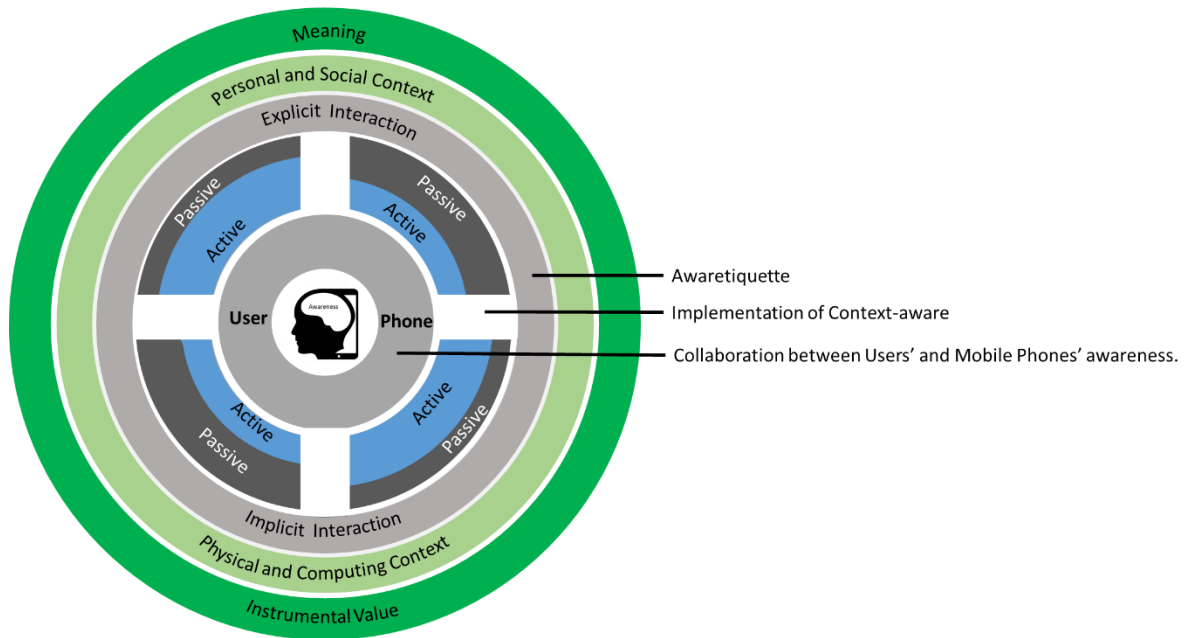 Meaning
Personal and Social Context
Explicit Interaction
Passive
Passive
Active
Active
Awaretiquette
Awareness
Implementation of Context-aware
User
Phone
Collaboration between Users' and Mobile Phones' awareness.
Active
Active
Passive
Passive
Implicit Interaction
Physical and Computing Context
Instrumental Value